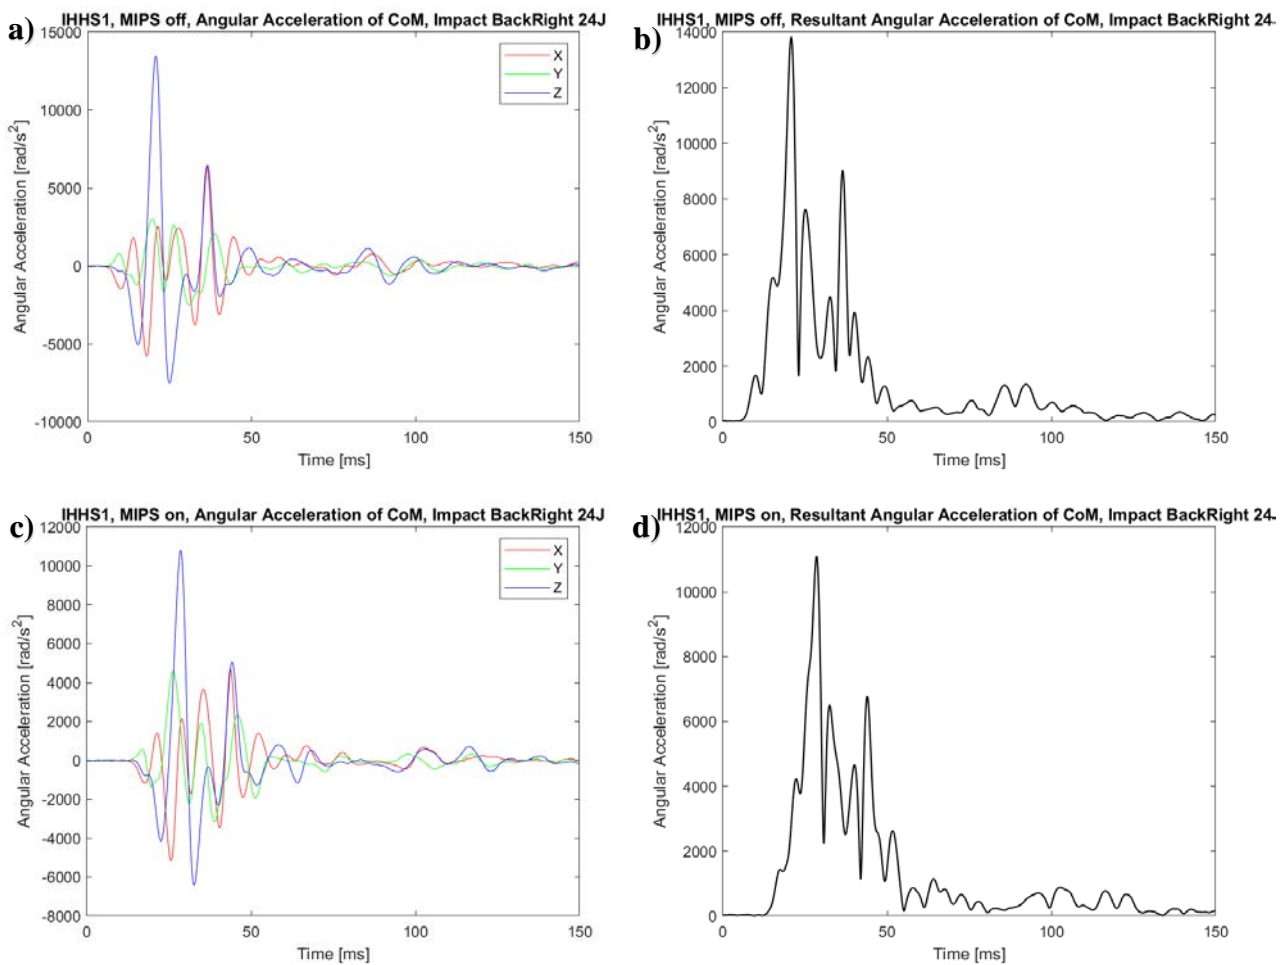 a)
IHHS1, MIPS off, Angular Acceleration of CoM, Impact BackRight 24J
15000
10000
5000
0
-5000
-10000
Angular Acceleration [rad/s²]
X
Y
Z
0 50 100 150
Time [ms]
b)
IHHS1, MIPS off, Resultant Angular Acceleration of CoM, Impact BackRight 24J
14000
12000
10000
8000
6000
4000
2000
0
Angular Acceleration [rad/s²]
0 50 100 150
Time [ms]
c)
IHHS1, MIPS on, Angular Acceleration of CoM, Impact BackRight 24J
12000
10000
8000
6000
4000
2000
0
-2000
-4000
-6000
-8000
Angular Acceleration [rad/s²]
X
Y
Z
0 50 100 150
Time [ms]
d)
IHHS1, MIPS on, Resultant Angular Acceleration of CoM, Impact BackRight 24J
12000
10000
8000
6000
4000
2000
0
Angular Acceleration [rad/s²]
0 50 100 150
Time [ms]